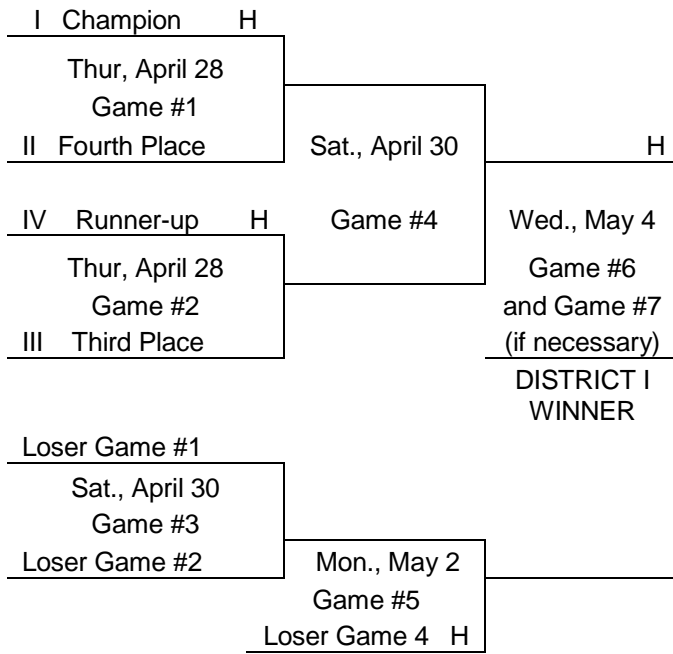 I Champion H
Thur, April 28
Game #1
II Fourth Place
Sat., April 30
H
IV Runner-up H
Game #4
Wed., May 4
Thur, April 28
Game #2
III Third Place
Game #6
and Game #7
(if necessary)
DISTRICT I
WINNER
Loser Game #1
Sat., April 30
Game #3
Loser Game #2
Mon., May 2
Game #5
Loser Game 4 H